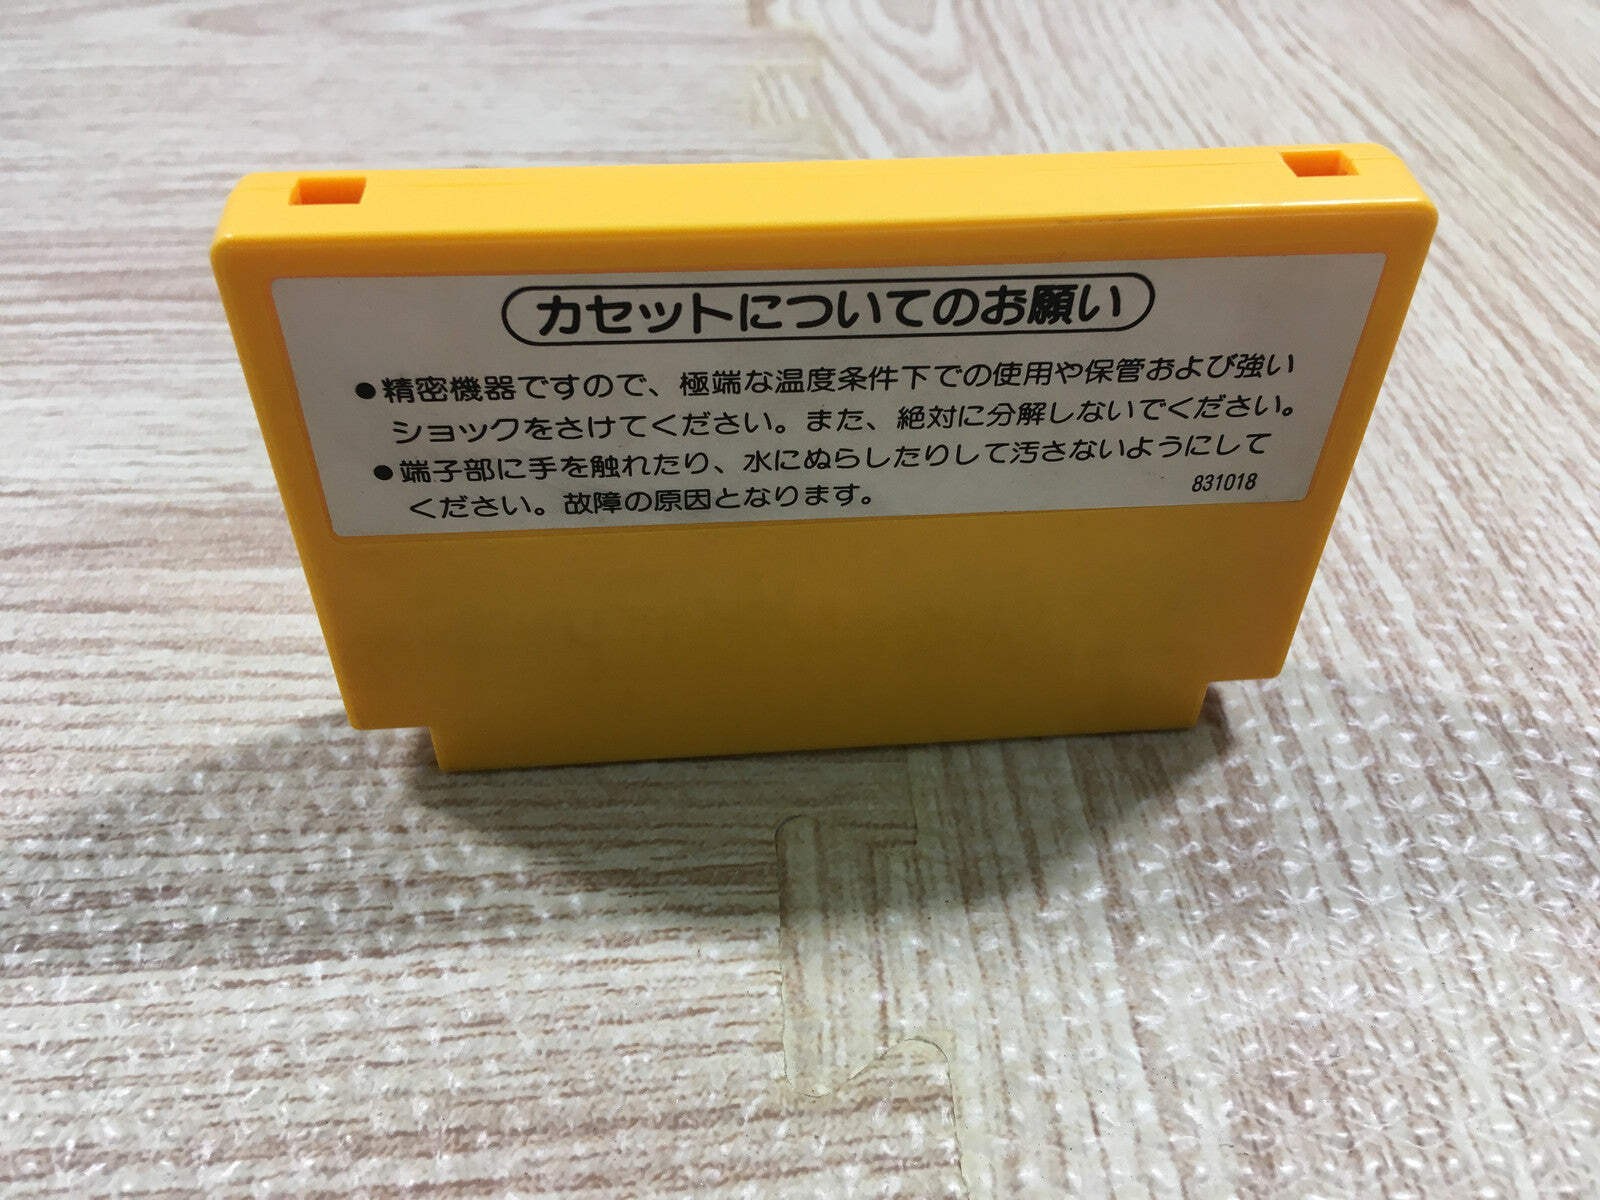 カセットについてのお願い
●精密機器ですので、極端な温度条件下での使用や保管および強い
ショックをさけてください。また、絶対に分解しないでください。
●端子部に手を触れたり、水にぬらしたりして汚さないようにして
ください。故障の原因となります。
831018